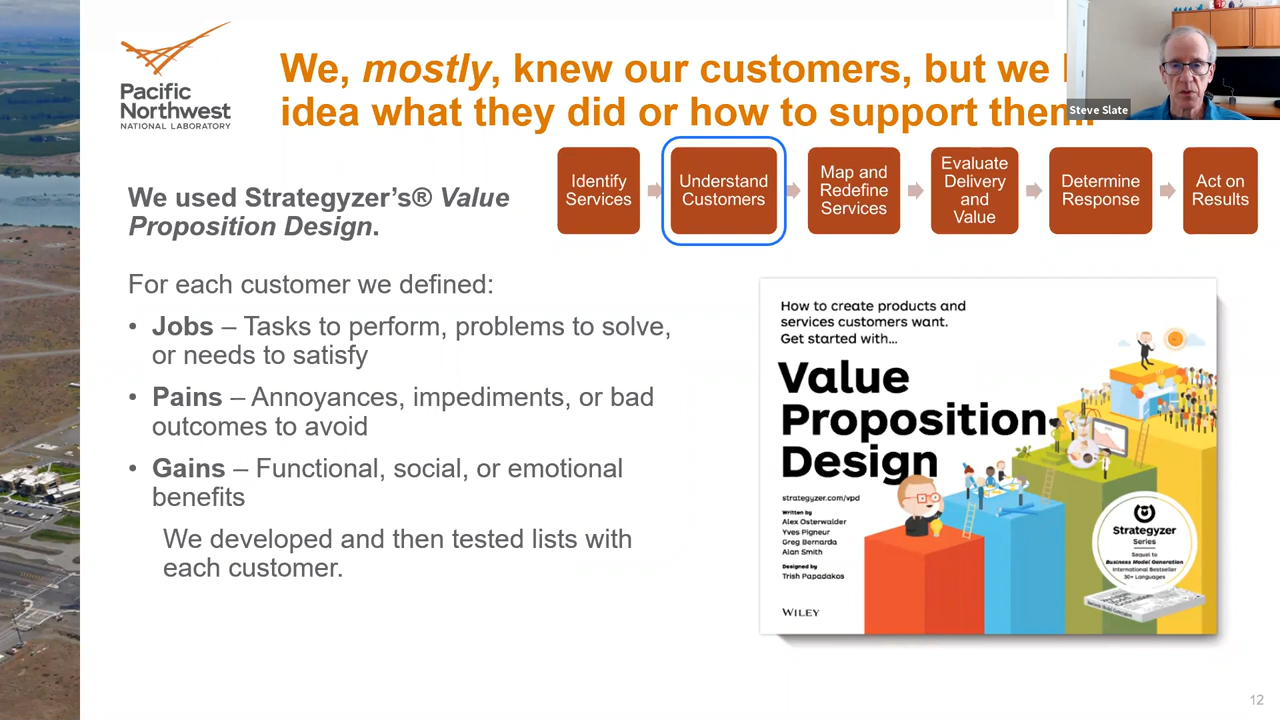 Pacific
Northwest
NATIONAL LABORATORY
We, mostly, knew our customers, but we
idea what they did or how to support them.
Steve Slate
Identify
Services
Understand
Customers
Map and
Redefine
Services
Evaluate
Delivery
and
Value
Determine
Response
Act on
Results
We used Strategyzer's® Value
Proposition Design.
For each customer we defined:
• Jobs – Tasks to perform, problems to solve,
or needs to satisfy
• Pains – Annoyances, impediments, or bad
outcomes to avoid
• Gains – Functional, social, or emotional
benefits
We developed and then tested lists with
each customer.
How to create products and
services customers want.
Get started with...
Value
Proposition
Design
strategyzer.com/vpd
Written by
Alex Osterwalder
Yves Pigneur
Greg Bernarda
Alan Smith
Designed by
Trish Papadakos
WILEY
Strategyzer
Series
Sequel to
Business Model Generation
International Bestseller
30+ Languages
12